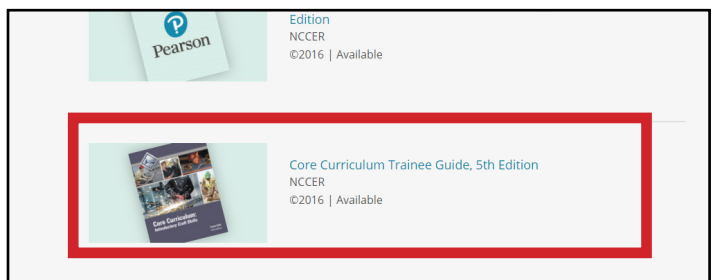 Edition
Pearson
NCCER
©2016 | Available
Core Curriculum Trainee Guide, 5th Edition
NCCER
©2016 | Available
Core Curriculum:
Introductory Craft Skills